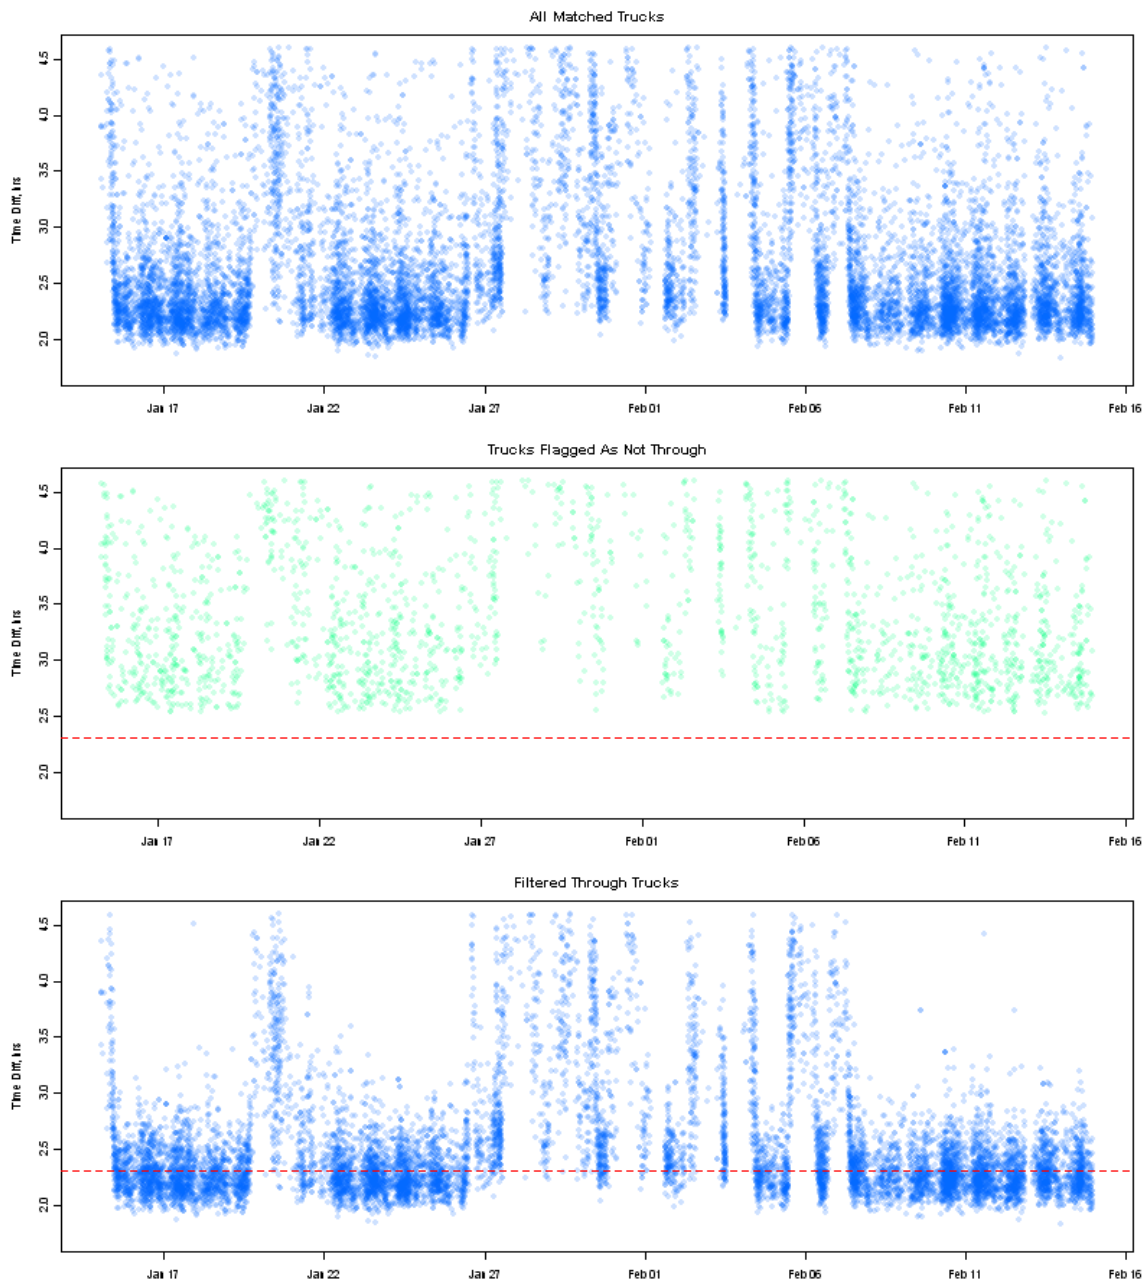 All Matched Trucks
4.5
4.0
3.5
3.0
2.5
2.0
Time Diff, hrs
Jan 17 Jan 22 Jan 27 Feb 01 Feb 06 Feb 11 Feb 16
Trucks Flagged As Not Through
4.5
4.0
3.5
3.0
2.5
2.0
Time Diff, hrs
Jan 17 Jan 22 Jan 27 Feb 01 Feb 06 Feb 11 Feb 16
Filtered Through Trucks
4.5
4.0
3.5
3.0
2.5
2.0
Time Diff, hrs
Jan 17 Jan 22 Jan 27 Feb 01 Feb 06 Feb 11 Feb 16